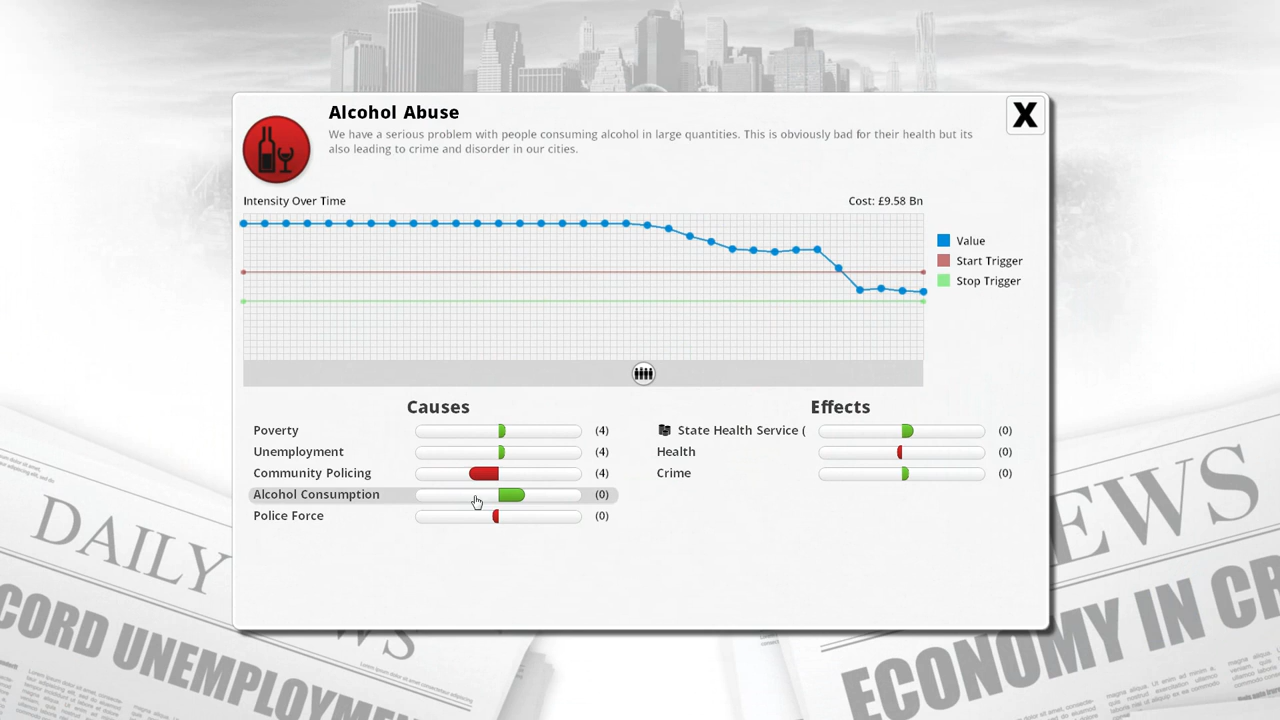 Alcohol Abuse
X
We have a serious problem with people consuming alcohol in large quantities. This is obviously bad for their health but its
also leading to crime and disorder in our cities.
Intensity Over Time
Cost: £9.58 Bn
Value
Start Trigger
Stop Trigger
Causes
Poverty (4)
Unemployment (4)
Community Policing (4)
Alcohol Consumption (0)
Police Force (0)
Effects
State Health Service ( (0)
Health (0)
Crime (0)
DAILY
WS
CORD UNEMPLOYME
EWS
ECONOMY IN CR